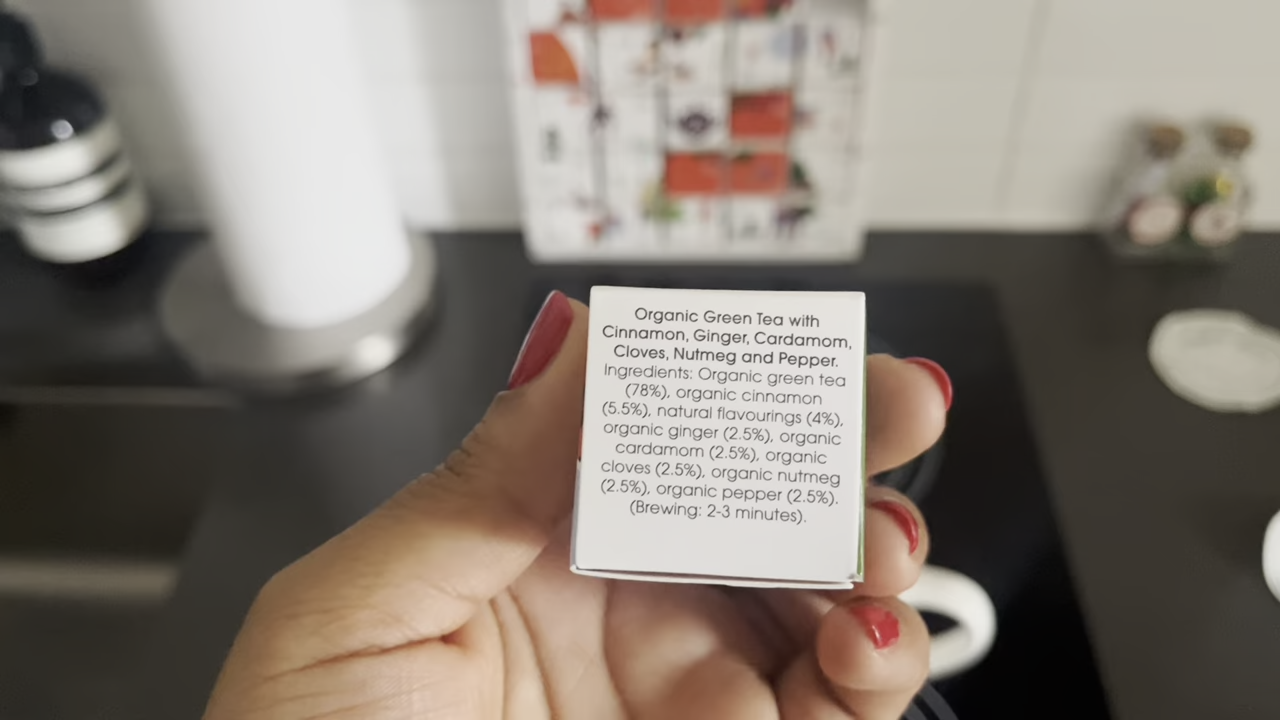 Organic Green Tea with
Cinnamon, Ginger, Cardamom,
Cloves, Nutmeg and Pepper.
Ingredients: Organic green tea
(78%), organic cinnamon
(5.5%), natural flavourings (4%),
organic ginger (2.5%), organic
cardamom (2.5%), organic
cloves (2.5%), organic nutmeg
(2.5%), organic pepper (2.5%).
(Brewing: 2-3 minutes).